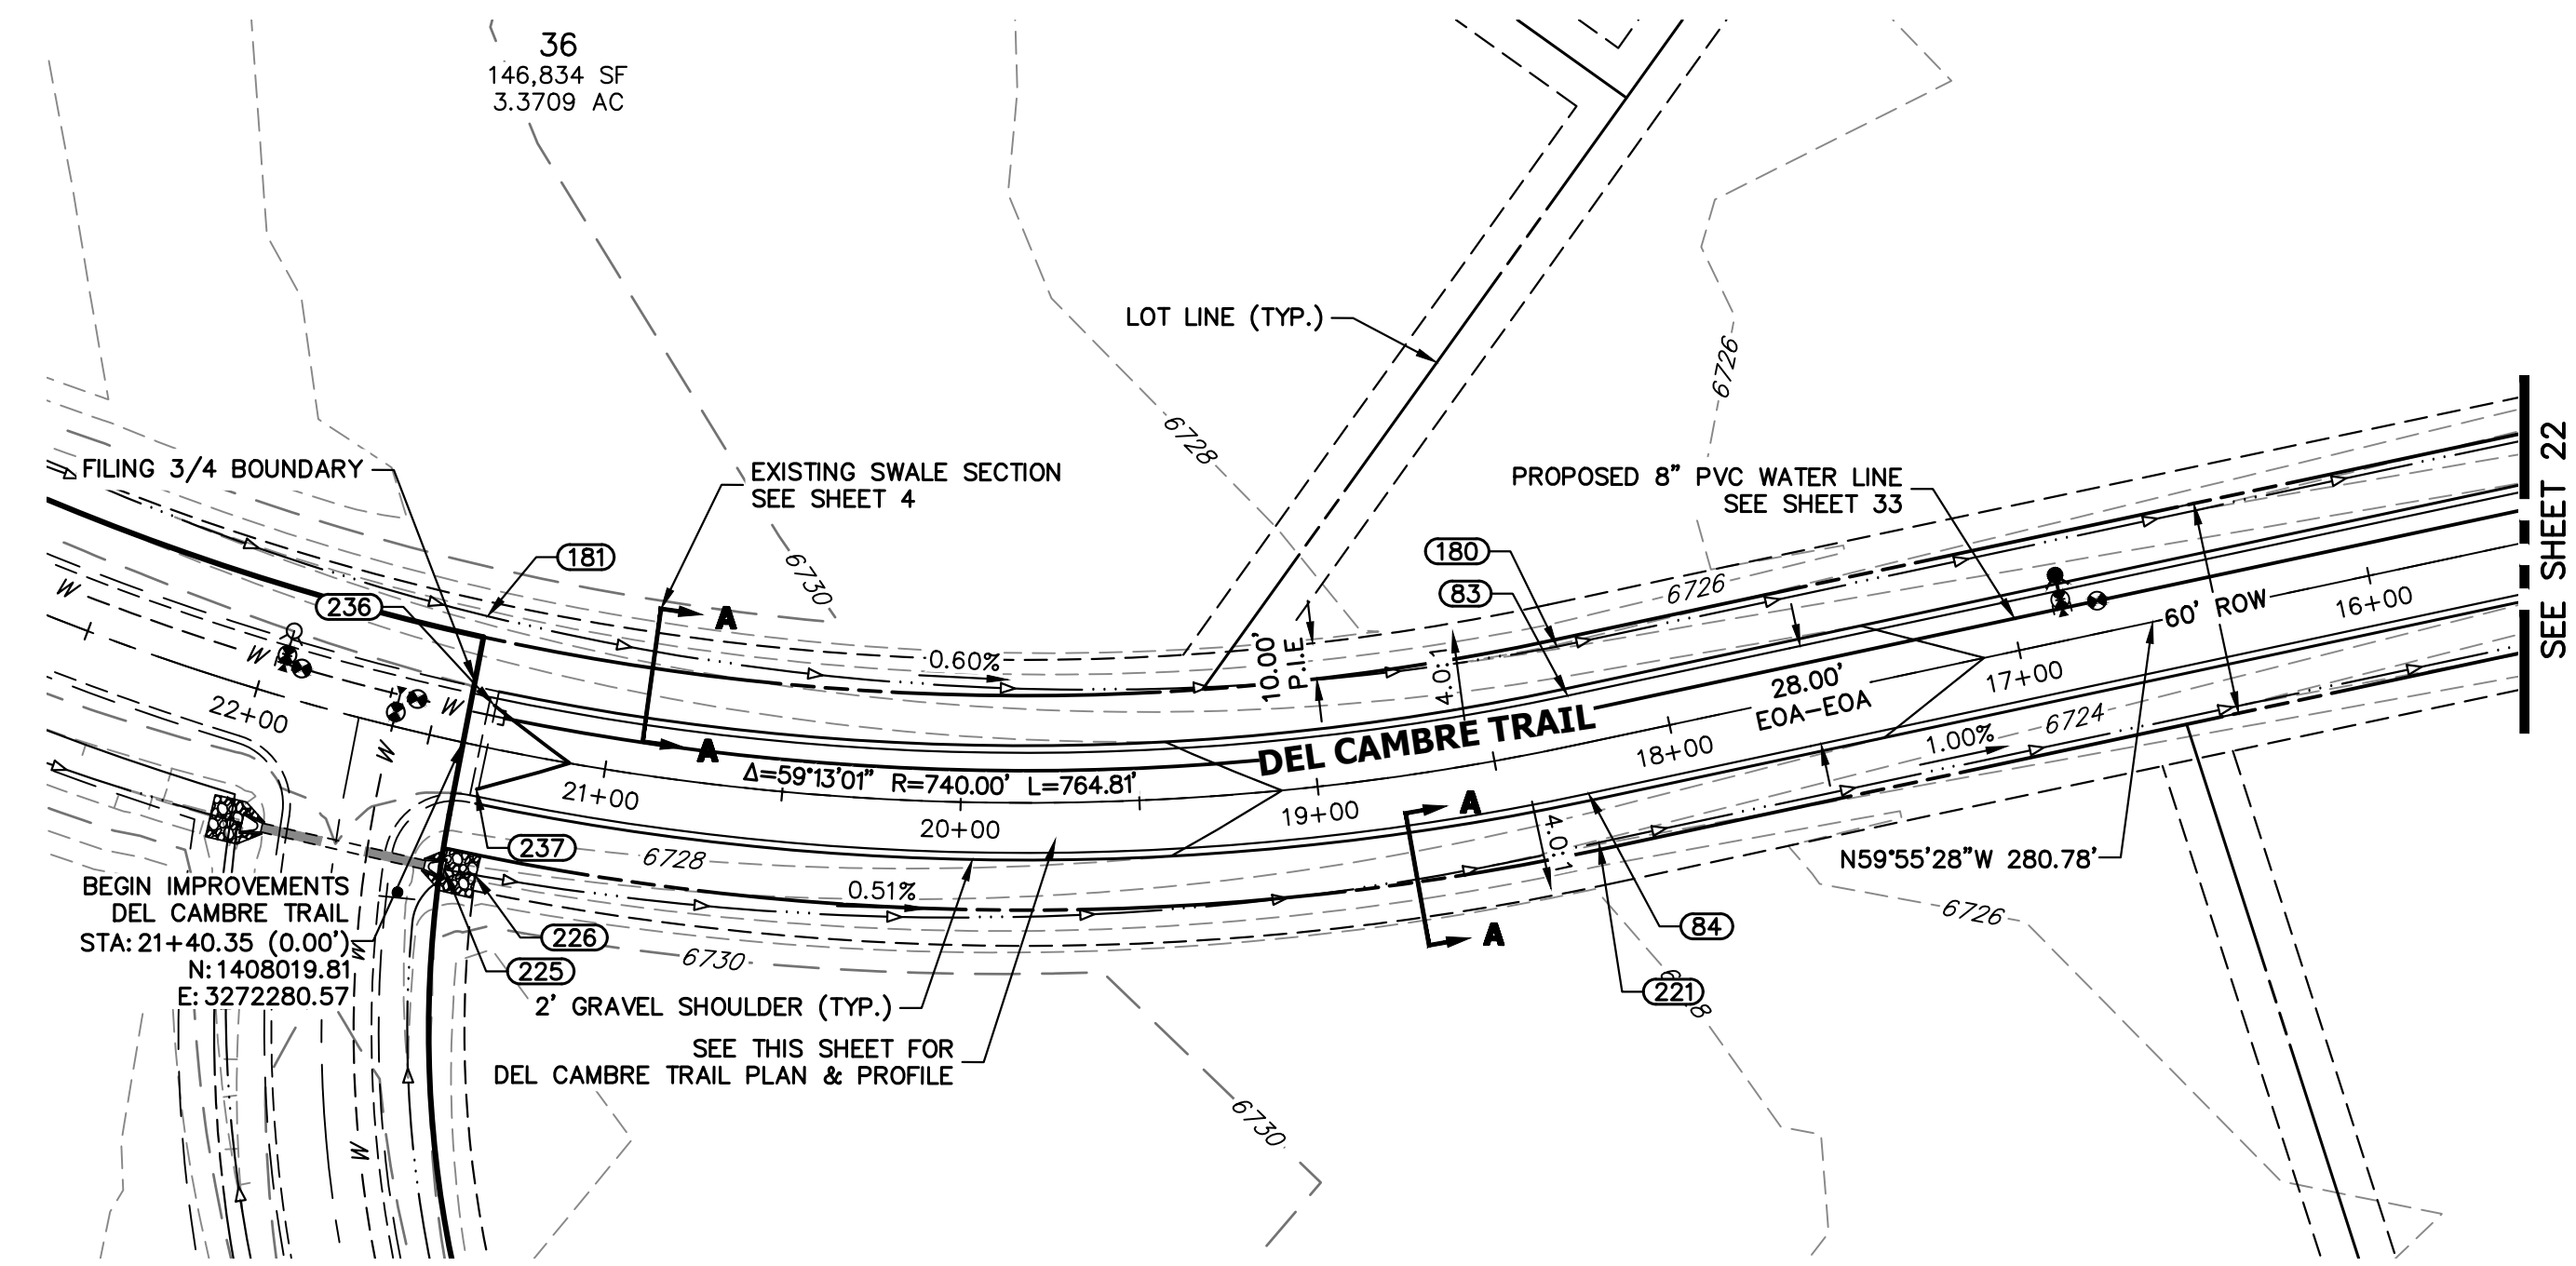 36
146,834 SF
3.3709 AC
LOT LINE (TYP.)
6726
6728
FILING 3/4 BOUNDARY
EXISTING SWALE SECTION
SEE SHEET 4
PROPOSED 8" PVC WATER LINE
SEE SHEET 33
SEE SHEET 22
181
180
83
236
6730
6726
A
W
W
W
W
0.60%
10.00'
P.I.E
4.0:1
28.00'
EOA-EOA
60' ROW
16+00
17+00
18+00
19+00
20+00
21+00
22+00
DEL CAMBRE TRAIL
A
Δ=59°13'01" R=740.00' L=764.81'
1.00%
6724
A
4.0:1
237
6728
0.51%
N59°55'28"W 280.78'
BEGIN IMPROVEMENTS
DEL CAMBRE TRAIL
STA: 21+40.35 (0.00')
N: 1408019.81
E: 3272280.57
W
226
225
6730
A
84
221
6726
2' GRAVEL SHOULDER (TYP.)
SEE THIS SHEET FOR
DEL CAMBRE TRAIL PLAN & PROFILE
6730
W